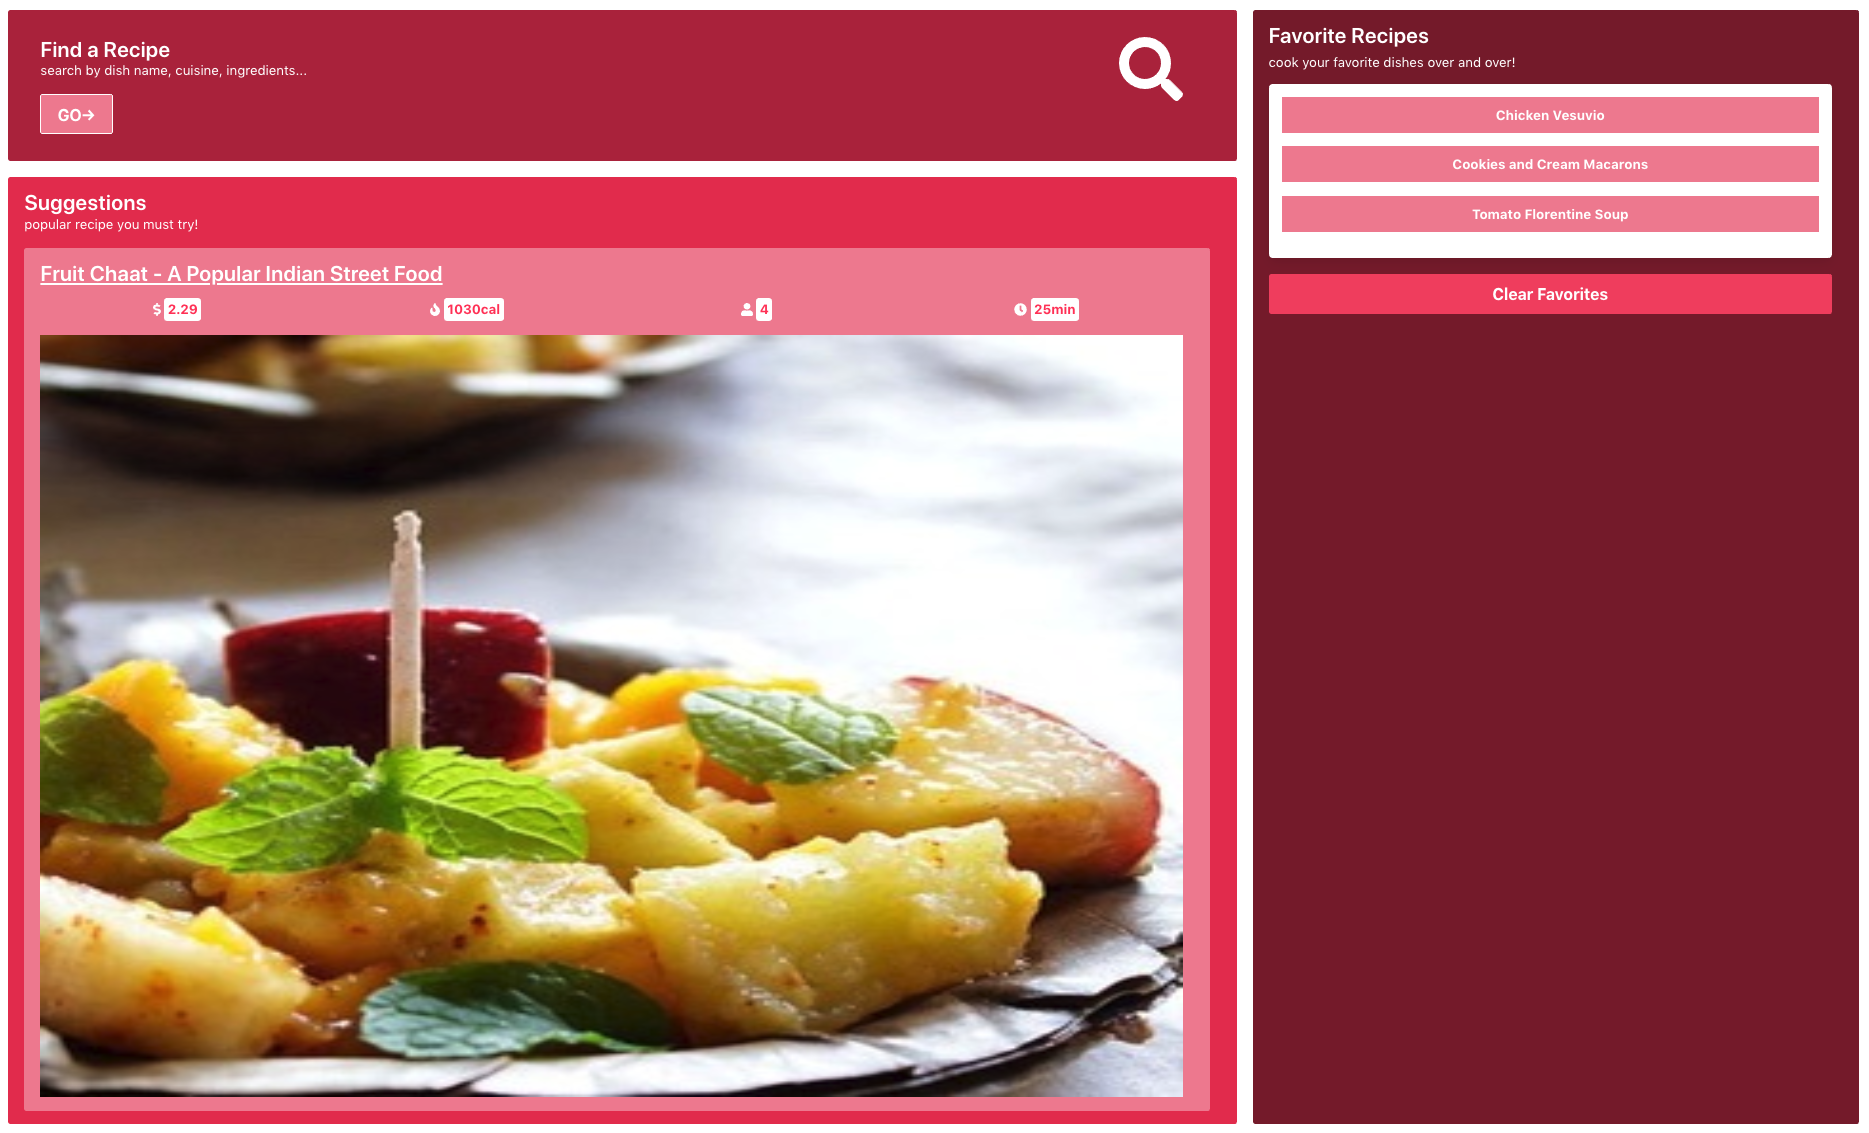 Find a Recipe
search by dish name, cuisine, ingredients...
GO→
Suggestions
popular recipe you must try!
Fruit Chaat - A Popular Indian Street Food
$ 2.29
1030cal
4
25min
Favorite Recipes
cook your favorite dishes over and over!
Chicken Vesuvio
Cookies and Cream Macarons
Tomato Florentine Soup
Clear Favorites